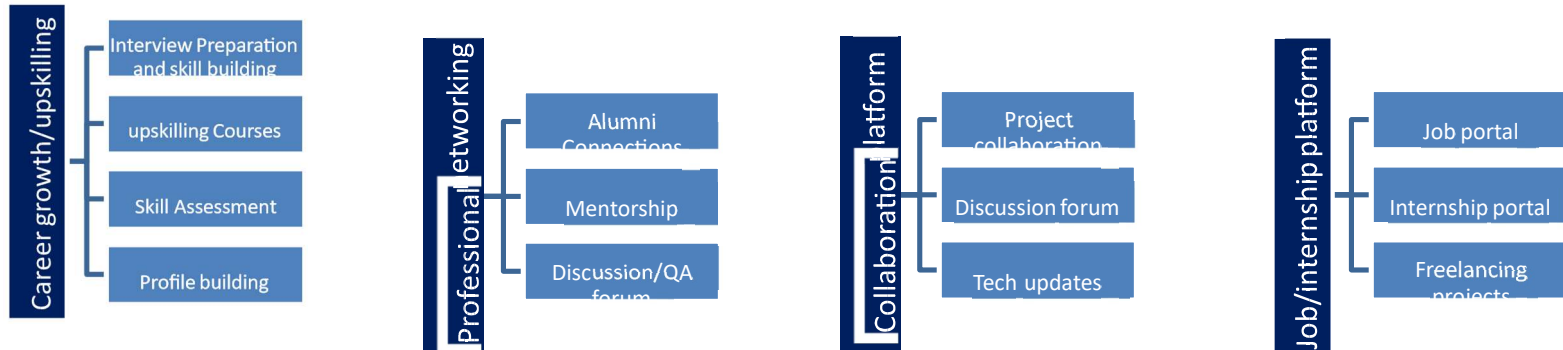 Career growth/upskilling
Interview Preparation
and skill building
upskilling Courses
Skill Assessment
Profile building
Professional etworking
Alumni
Connections
Mentorship
Discussion/QA
forum
Collaboration platform
Project
collaboration
Discussion forum
Tech updates
Job/internship platform
Job portal
Internship portal
Freelancing
projects